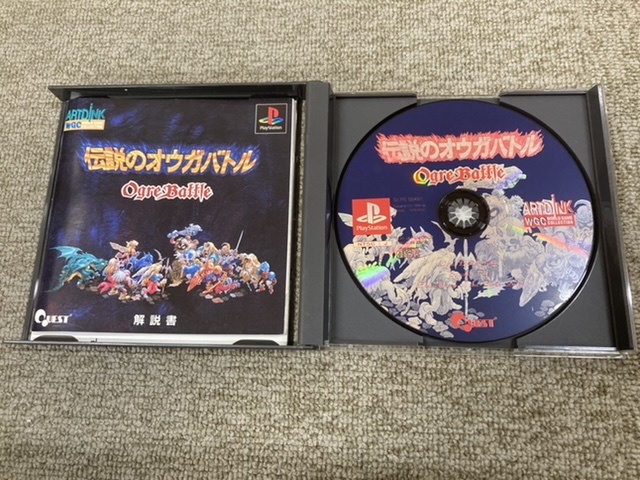 ARTDINK
WGC
PlayStation
伝説のオウガバトル
Ogre Battle
QUEST
解説書
伝説のオウガバトル
Ogre Battle
PlayStation
ARTDINK
WGC WORLD GAME COLLECTION
QUEST